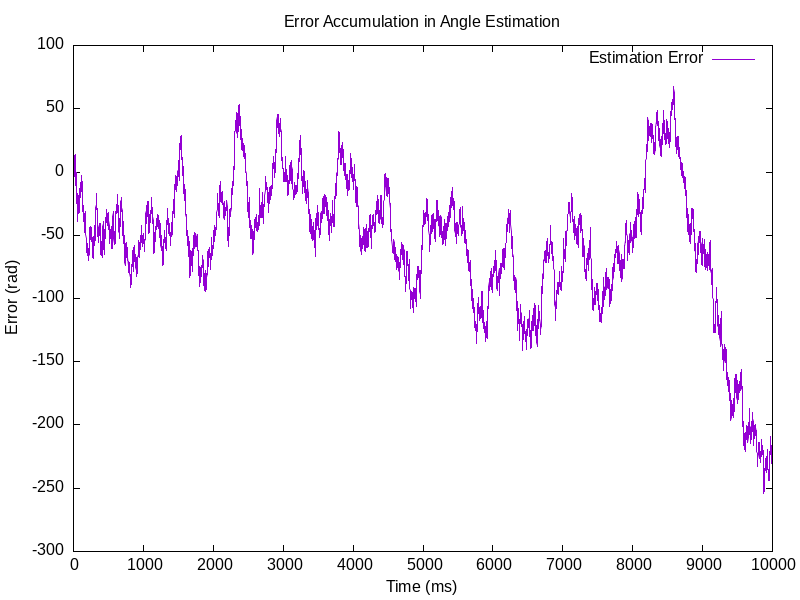 Error Accumulation in Angle Estimation
Estimation Error
100
50
0
-50
-100
-150
-200
-250
-300
Error (rad)
0 1000 2000 3000 4000 5000 6000 7000 8000 9000 10000
Time (ms)